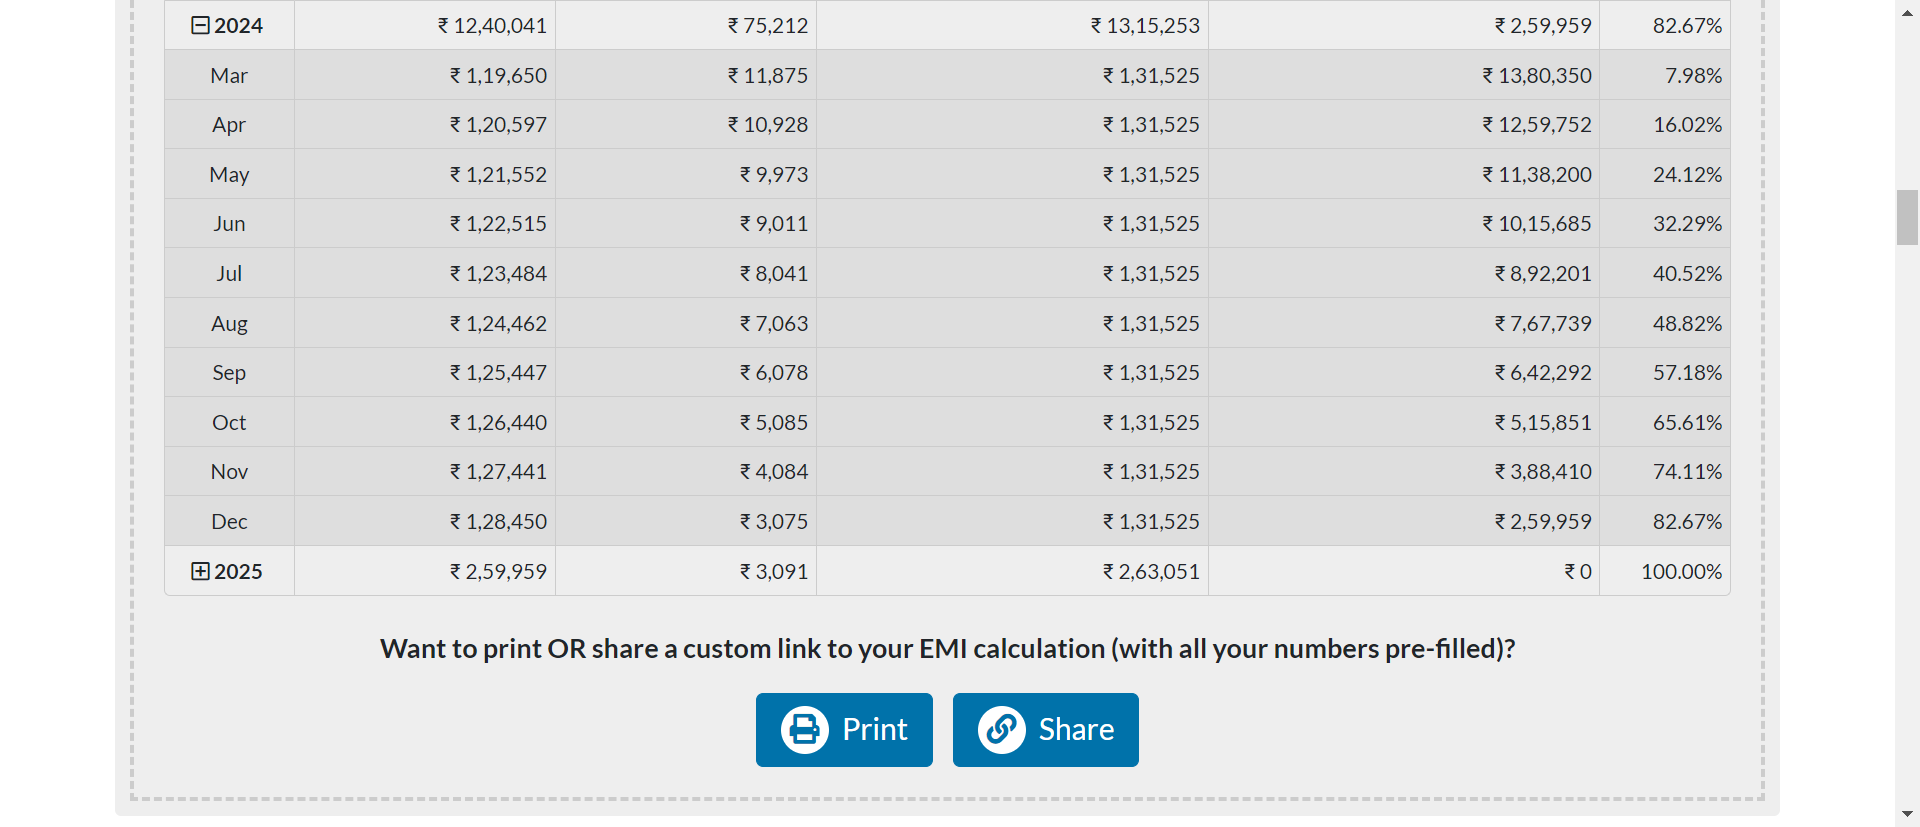 2024 ₹ 12,40,041 ₹ 75,212 ₹ 13,15,253 ₹ 2,59,959 82.67%
Mar ₹ 1,19,650 ₹ 11,875 ₹ 1,31,525 ₹ 13,80,350 7.98%
Apr ₹ 1,20,597 ₹ 10,928 ₹ 1,31,525 ₹ 12,59,752 16.02%
May ₹ 1,21,552 ₹ 9,973 ₹ 1,31,525 ₹ 11,38,200 24.12%
Jun ₹ 1,22,515 ₹ 9,011 ₹ 1,31,525 ₹ 10,15,685 32.29%
Jul ₹ 1,23,484 ₹ 8,041 ₹ 1,31,525 ₹ 8,92,201 40.52%
Aug ₹ 1,24,462 ₹ 7,063 ₹ 1,31,525 ₹ 7,67,739 48.82%
Sep ₹ 1,25,447 ₹ 6,078 ₹ 1,31,525 ₹ 6,42,292 57.18%
Oct ₹ 1,26,440 ₹ 5,085 ₹ 1,31,525 ₹ 5,15,851 65.61%
Nov ₹ 1,27,441 ₹ 4,084 ₹ 1,31,525 ₹ 3,88,410 74.11%
Dec ₹ 1,28,450 ₹ 3,075 ₹ 1,31,525 ₹ 2,59,959 82.67%
2025 ₹ 2,59,959 ₹ 3,091 ₹ 2,63,051 ₹ 0 100.00%
Want to print OR share a custom link to your EMI calculation (with all your numbers pre-filled)?
Print Share